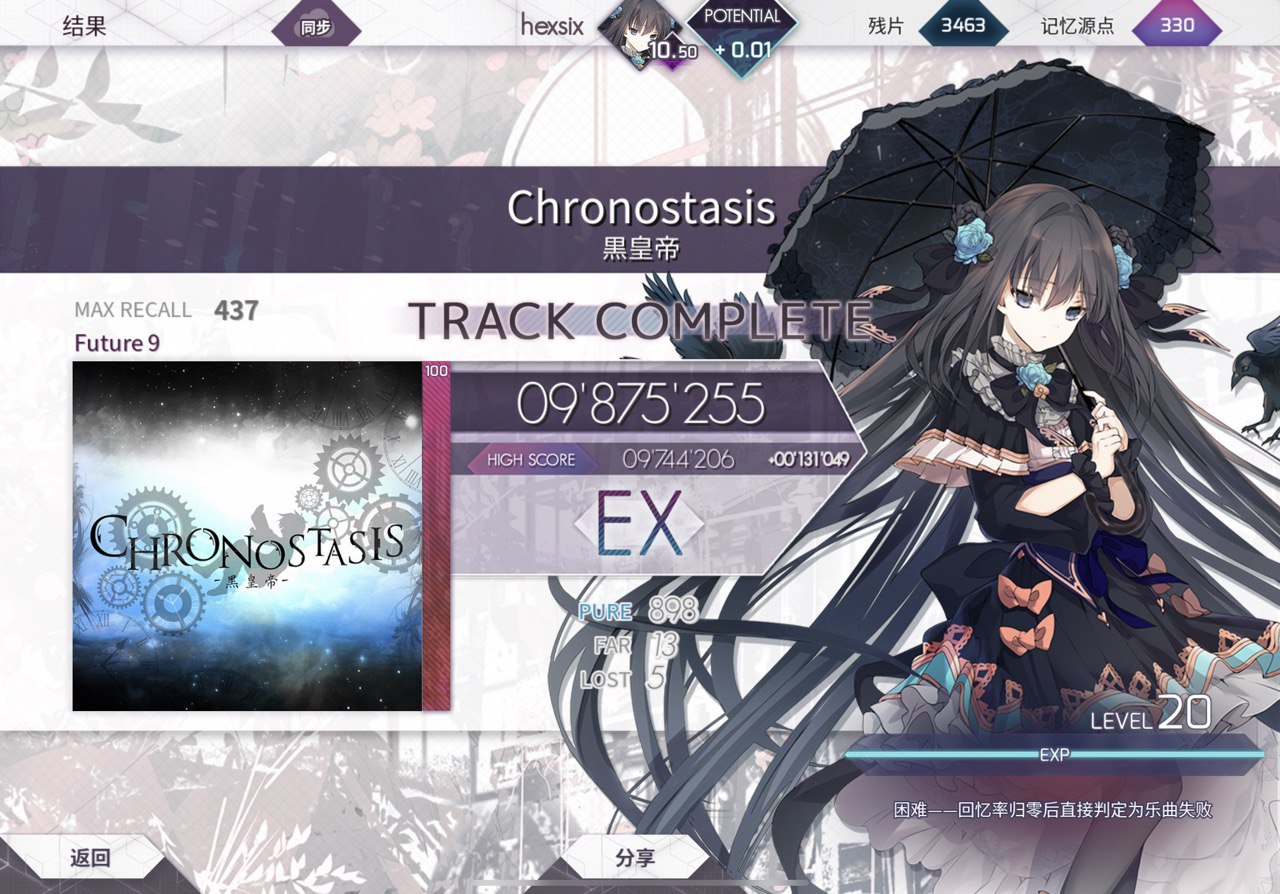 结果
同步
hexsix
10.50
POTENTIAL
+ 0.01
残片
3463
记忆源点
330
Chronostasis
黒皇帝
MAX RECALL 437
TRACK COMPLETE
Future 9
100
09'875'255
HIGH SCORE 09'744'206 +00'131'049
EX
CHRONOSTASIS
-黒皇帝-
PURE 898
FAR 13
LOST 5
LEVEL 20
EXP
困难——回忆率归零后直接判定为乐曲失败
返回
分享